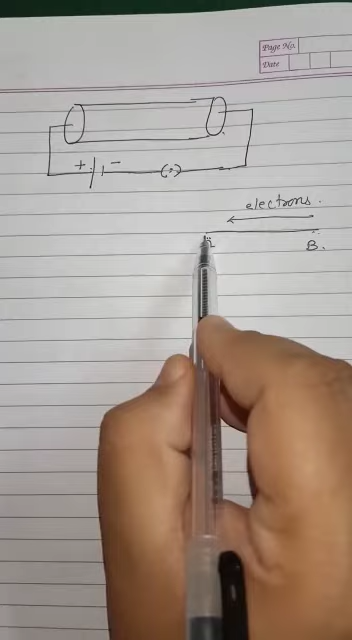 Page No.
Date
+ -
(.)
electrons.
B.